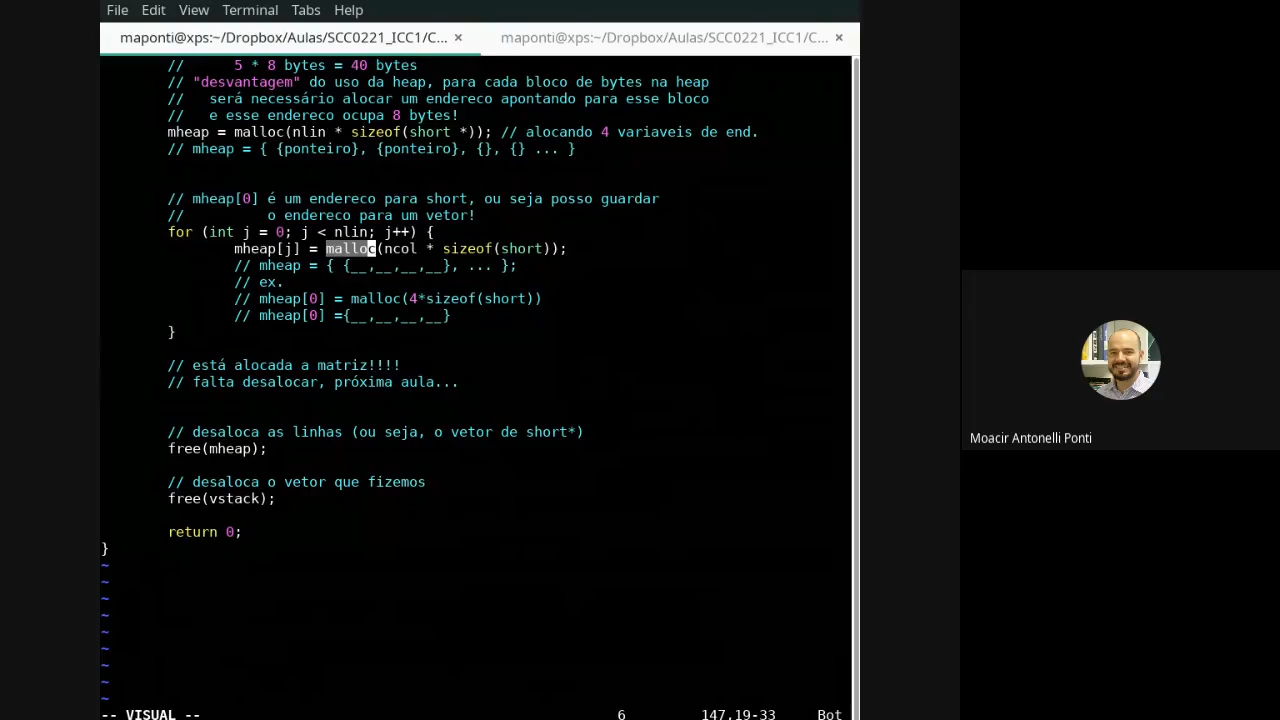 File Edit View Terminal Tabs Help
maponti@xps:~/Dropbox/Aulas/SCC0221_ICC1/C... × maponti@xps:~/Dropbox/Aulas/SCC0221_ICC1/C... ×
// 5 * 8 bytes = 40 bytes
// "desvantagem" do uso da heap, para cada bloco de bytes na heap
// será necessário alocar um endereco apontando para esse bloco
// e esse endereco ocupa 8 bytes!
mheap = malloc(nlin * sizeof(short *)); // alocando 4 variaveis de end.
// mheap = { {ponteiro}, {ponteiro}, {}, {} ... }
// mheap[0] é um endereco para short, ou seja posso guardar
// o endereco para um vetor!
for (int j = 0; j < nlin; j++) {
mheap[j] = malloc(ncol * sizeof(short));
// mheap = { {__,__,__,__}, ... };
// ex.
// mheap[0] = malloc(4*sizeof(short))
// mheap[0] ={__,__,__,__}
}
// está alocada a matriz!!!!
// falta desalocar, próxima aula...
// desaloca as linhas (ou seja, o vetor de short*)
free(mheap);
// desaloca o vetor que fizemos
free(vstack);
return 0;
}
~
~
~
~
~
~
~
~
~
-- VISUAL -- 6 147,19-33 Bot
Moacir Antonelli Ponti